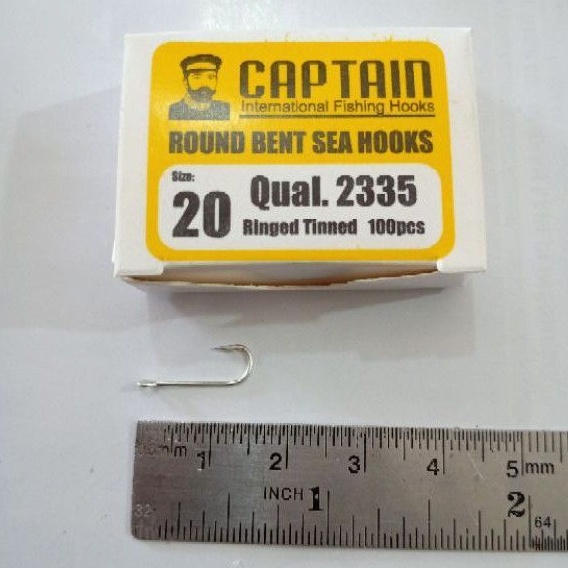 CAPTAIN
International Fishing Hooks
ROUND BENT SEA HOOKS
Size:
20
Qual. 2335
Ringed Tinned 100pcs
1 2 3 4 5 mm
INCH 1 2
32 64